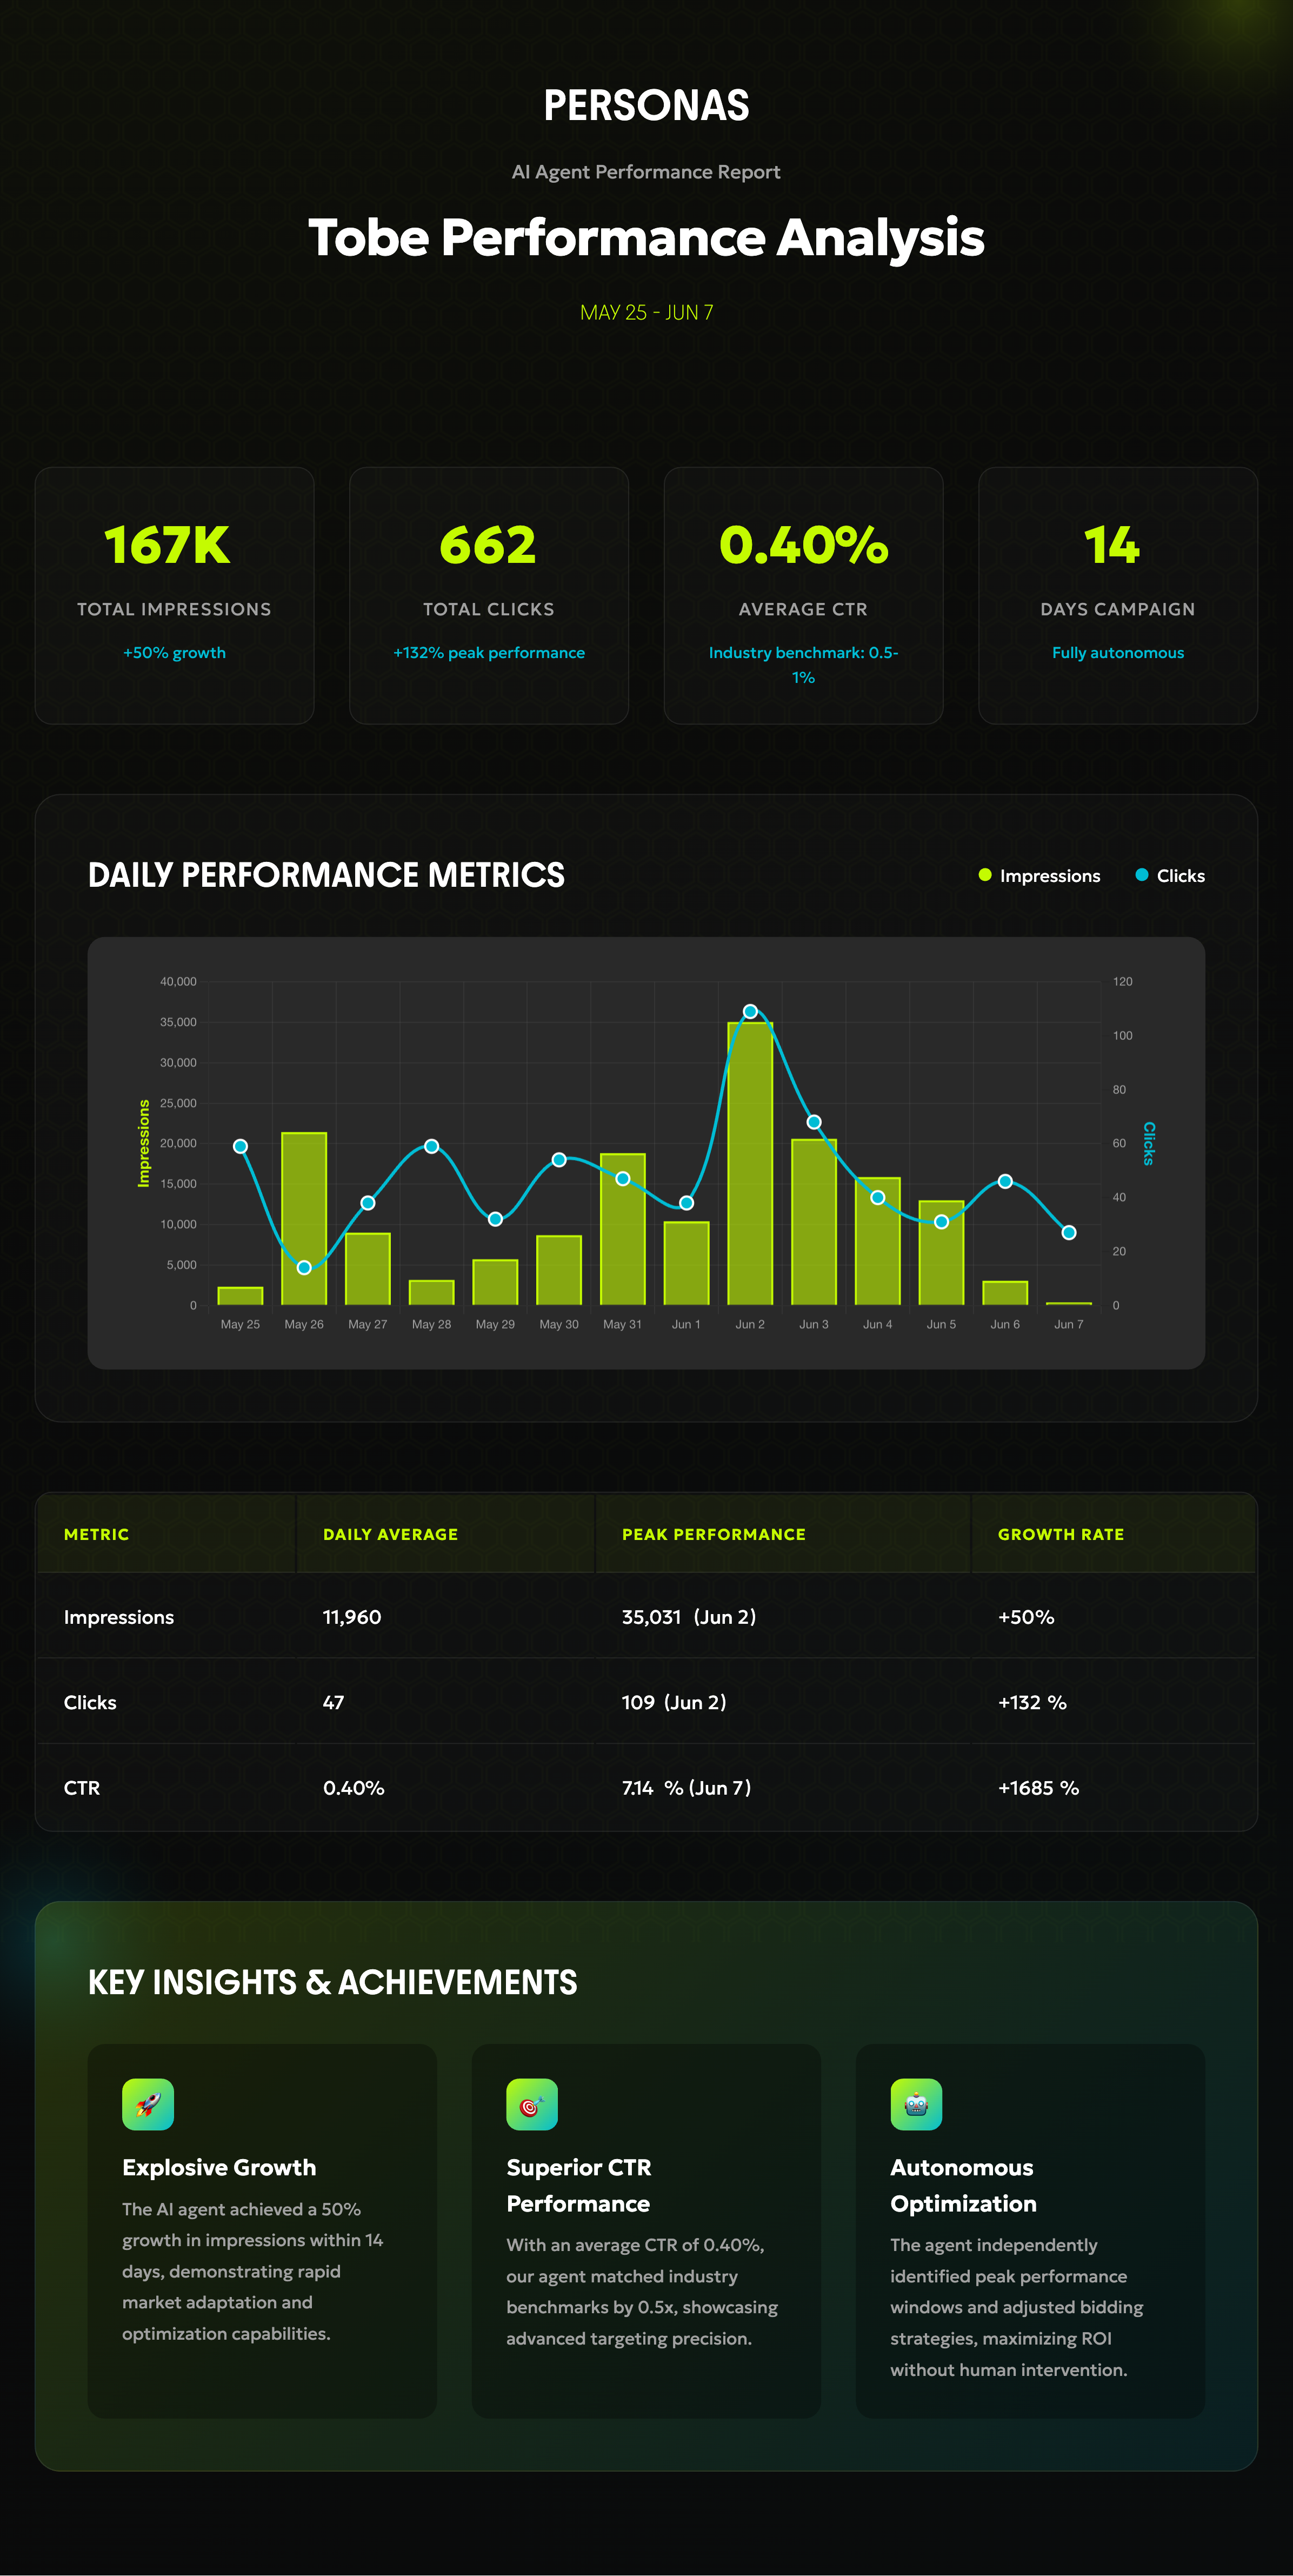 PERSONAS
AI Agent Performance Report
Tobe Performance Analysis
MAY 25 - JUN 7
167K
TOTAL IMPRESSIONS
+50% growth
662
TOTAL CLICKS
+132% peak performance
0.40%
AVERAGE CTR
Industry benchmark: 0.5-
1%
14
DAYS CAMPAIGN
Fully autonomous
DAILY PERFORMANCE METRICS
Impressions
Clicks
40,000
35,000
30,000
25,000
20,000
15,000
10,000
5,000
0
Impressions
120
100
80
60
40
20
0
Clicks
May 25 May 26 May 27 May 28 May 29 May 30 May 31 Jun 1 Jun 2 Jun 3 Jun 4 Jun 5 Jun 6 Jun 7
METRIC DAILY AVERAGE PEAK PERFORMANCE GROWTH RATE
Impressions 11,960 35,031 (Jun 2) +50%
Clicks 47 109 (Jun 2) +132 %
CTR 0.40% 7.14 % (Jun 7) +1685 %
KEY INSIGHTS & ACHIEVEMENTS
Explosive Growth
The AI agent achieved a 50%
growth in impressions within 14
days, demonstrating rapid
market adaptation and
optimization capabilities.
Superior CTR
Performance
With an average CTR of 0.40%,
our agent matched industry
benchmarks by 0.5x, showcasing
advanced targeting precision.
Autonomous
Optimization
The agent independently
identified peak performance
windows and adjusted bidding
strategies, maximizing ROI
without human intervention.